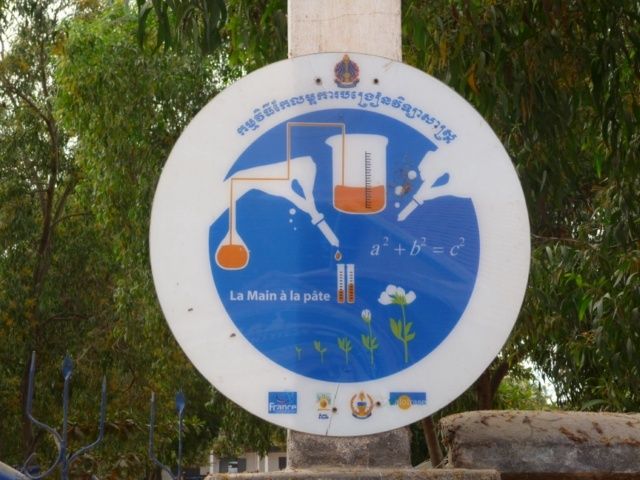 កម្មវិធីកែលម្អការបង្រៀនវិទ្យាសាស្ត្រ
a² + b² = c²
La Main à la pâte
France